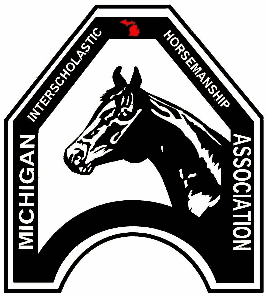 MICHIGAN
INTERSCHOLASTIC
HORSEMANSHIP
ASSOCIATION